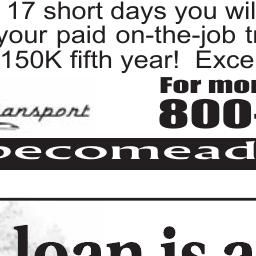 17 short days you wil
your paid on-the-job t
150K fifth year! Exce
For mor
ansport
800-
becomead
loan is a